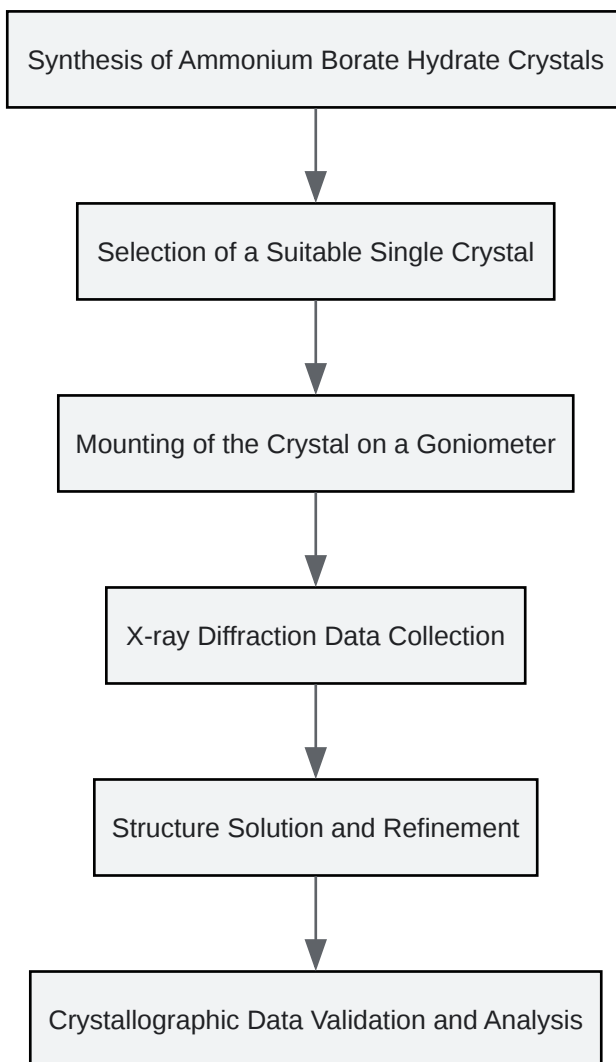 Synthesis of Ammonium Borate Hydrate Crystals
Selection of a Suitable Single Crystal
Mounting of the Crystal on a Goniometer
X-ray Diffraction Data Collection
Structure Solution and Refinement
Crystallographic Data Validation and Analysis